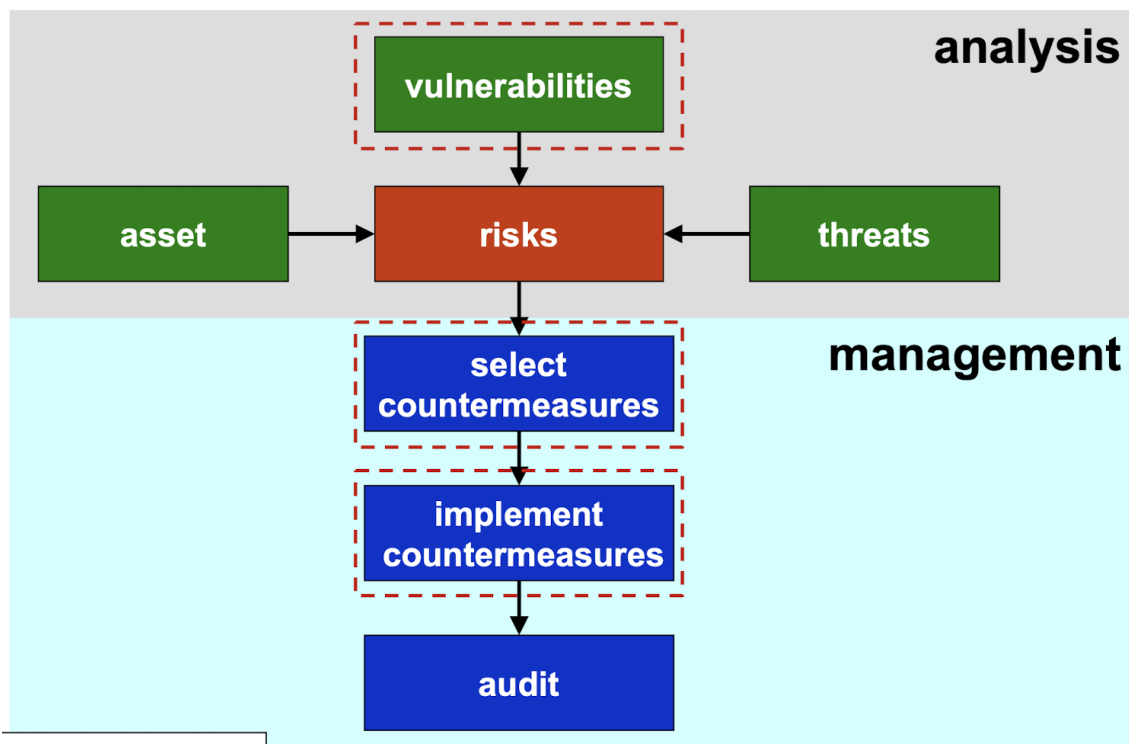 analysis
vulnerabilities
asset
risks
threats
management
select
countermeasures
implement
countermeasures
audit